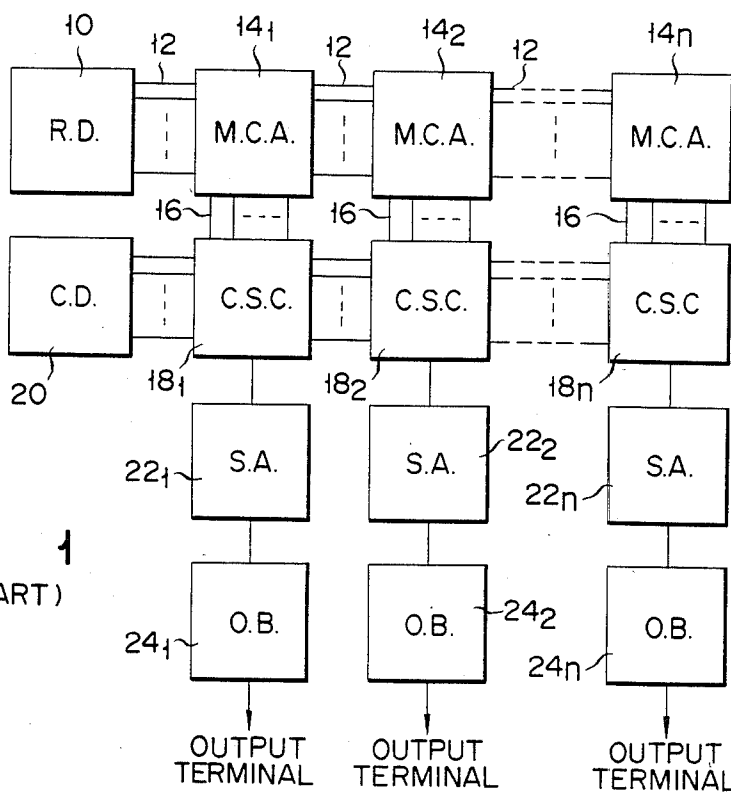 10 12 14₁ 12 14₂ 12 14n
R.D. M.C.A. M.C.A. M.C.A.
16 16 16
C.D. C.S.C. C.S.C. C.S.C
20 18₁ 18₂ 18n
S.A. S.A. S.A.
22₁ 22₂ 22n
1
ART)
O.B. O.B. O.B.
24₁ 24₂ 24n
OUTPUT TERMINAL OUTPUT TERMINAL OUTPUT TERMINAL